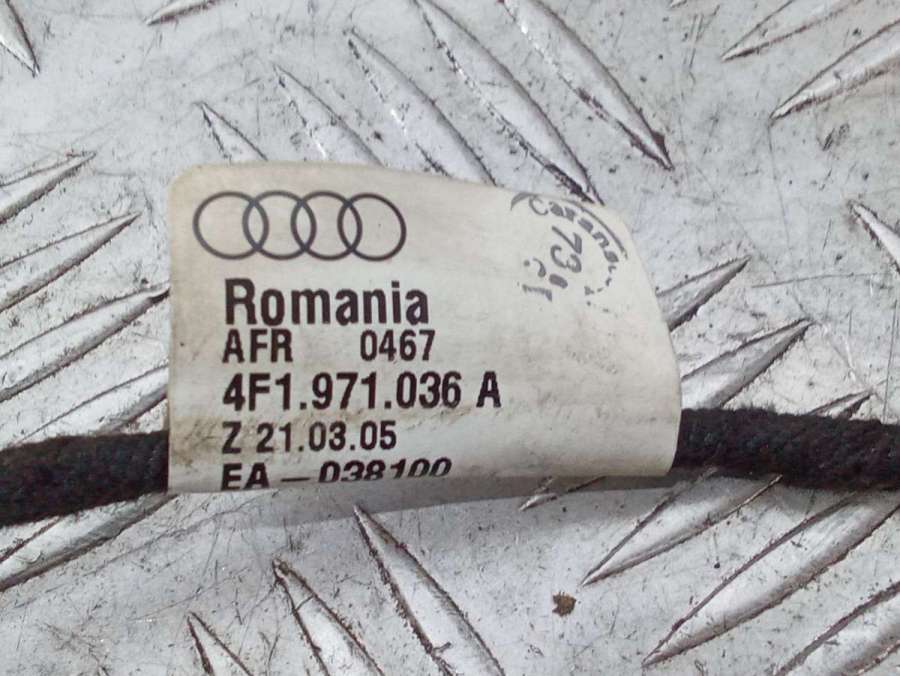 Romania
AFR 0467
4F1.971.036 A
Z 21.03.05
EA - 038100